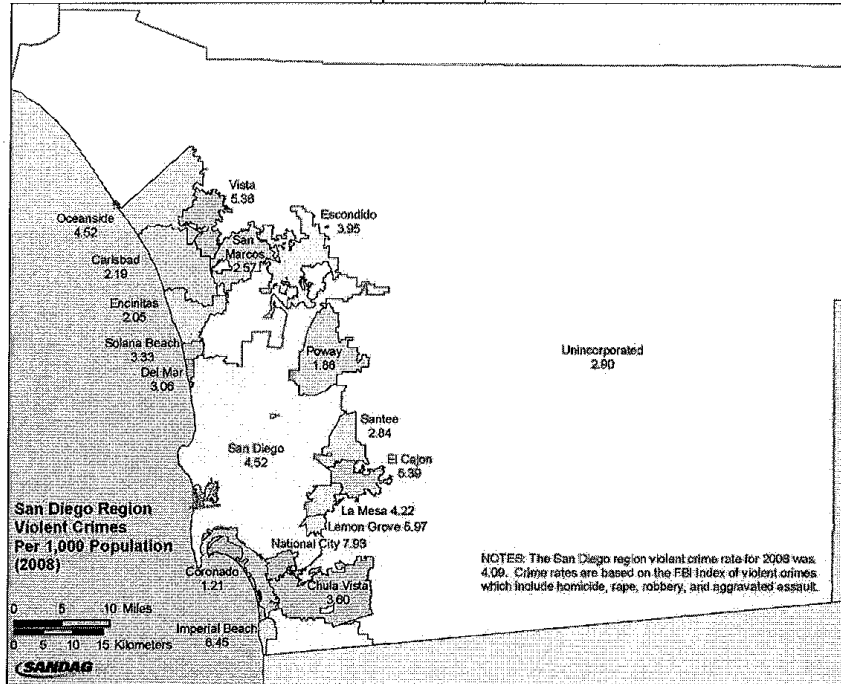 Vista
5.36
Oceanside
4.52
Escondido
3.95
San
Marcos
2.57
Carlsbad
2.19
Encinitas
2.05
Solana Beach
3.33
Del Mar
3.06
Poway
1.86
Unincorporated
2.90
Santee
2.84
San Diego
4.52
El Cajon
5.39
La Mesa 4.22
Lemon Grove 5.97
National City 7.93
San Diego Region
Violent Crimes
Per 1,000 Population
(2008)
Coronado
1.21
Chula Vista
3.60
NOTES: The San Diego region violent crime rate for 2008 was
4.09. Crime rates are based on the FBI Index of violent crimes
which include homicide, rape, robbery, and aggravated assault.
0 5 10 Miles
0 5 10 15 Kilometers
Imperial Beach
6.45
SANDAG